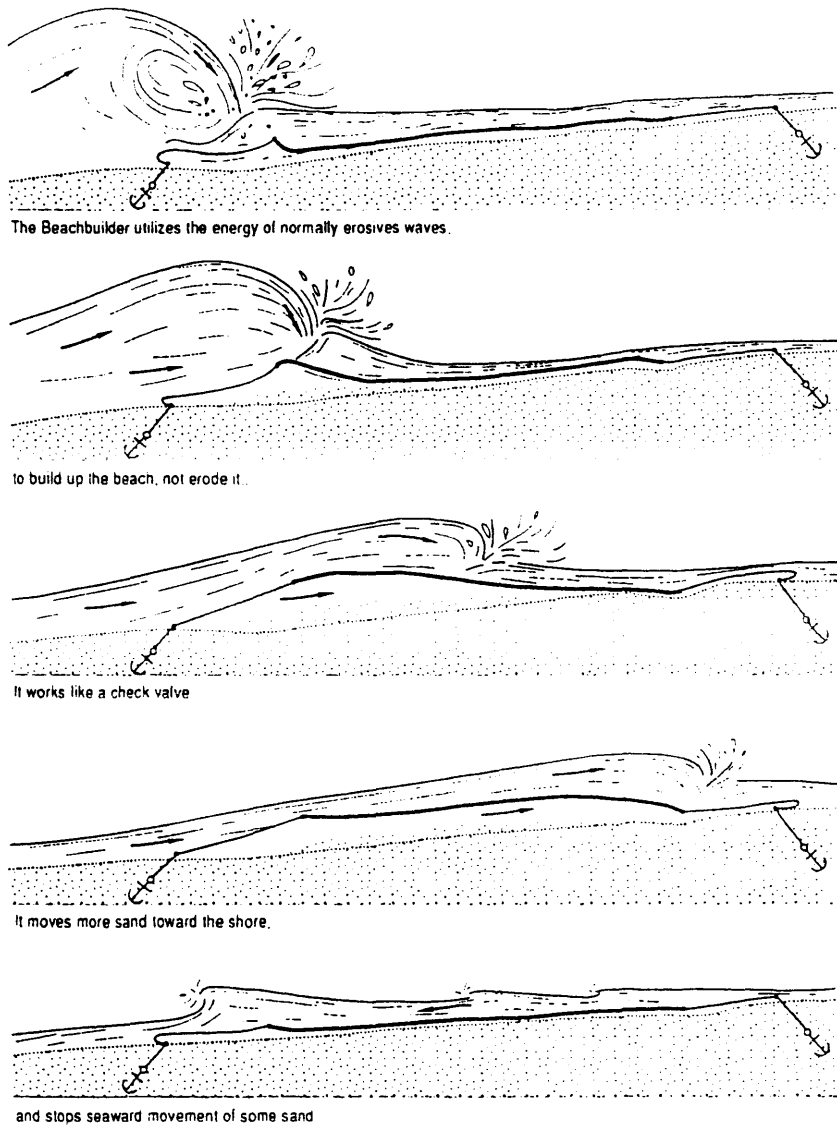 The Beachbuilder utilizes the energy of normally erosives waves.
to build up the beach, not erode it..
It works like a check valve
It moves more sand toward the shore,
and stops seaward movement of some sand